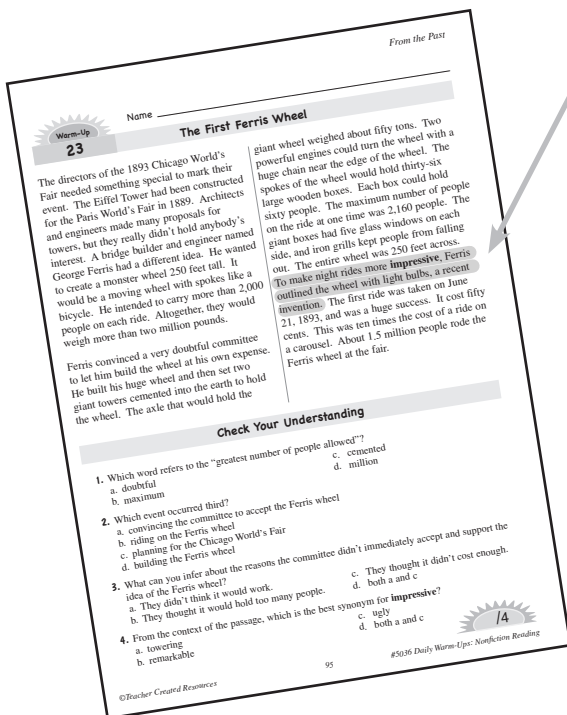 From the Past
Name
Warm-Up
23
The First Ferris Wheel
The directors of the 1893 Chicago World's
Fair needed something special to mark their
event. The Eiffel Tower had been constructed
for the Paris World's Fair in 1889. Architects
and engineers made many proposals for
towers, but they really didn't hold anybody's
interest. A bridge builder and engineer named
George Ferris had a different idea. He wanted
to create a monster wheel 250 feet tall. It
would be a moving wheel with spokes like a
bicycle. He intended to carry more than 2,000
people on each ride. Altogether, they would
weigh more than two million pounds.
Ferris convinced a very doubtful committee
to let him build the wheel at his own expense.
He built his huge wheel and then set two
giant towers cemented into the earth to hold
the wheel. The axle that would hold the
giant wheel weighed about fifty tons. Two
powerful engines could turn the wheel with a
huge chain near the edge of the wheel. The
spokes of the wheel would hold thirty-six
large wooden boxes. Each box could hold
sixty people. The maximum number of people
on the ride at one time was 2,160 people. The
giant boxes had five glass windows on each
side, and iron grills kept people from falling
out. The entire wheel was 250 feet across.
To make night rides more impressive, Ferris
outlined the wheel with light bulbs, a recent
invention. The first ride was taken on June
21, 1893, and was a huge success. It cost fifty
cents. This was ten times the cost of a ride on
a carousel. About 1.5 million people rode the
Ferris wheel at the fair.
Check Your Understanding
1. Which word refers to the "greatest number of people allowed"?
a. doubtful
b. maximum
c. cemented
d. million
2. Which event occurred third?
a. convincing the committee to accept the Ferris wheel
b. riding on the Ferris wheel
c. planning for the Chicago World's Fair
d. building the Ferris wheel
3. What can you infer about the reasons the committee didn't immediately accept and support the
idea of the Ferris wheel?
a. They didn't think it would work.
b. They thought it would hold too many people.
c. They thought it didn't cost enough.
d. both a and c
4. From the context of the passage, which is the best synonym for impressive?
a. towering
b. remarkable
c. ugly
d. both a and c
/4
©Teacher Created Resources
95
#5036 Daily Warm-Ups: Nonfiction Reading